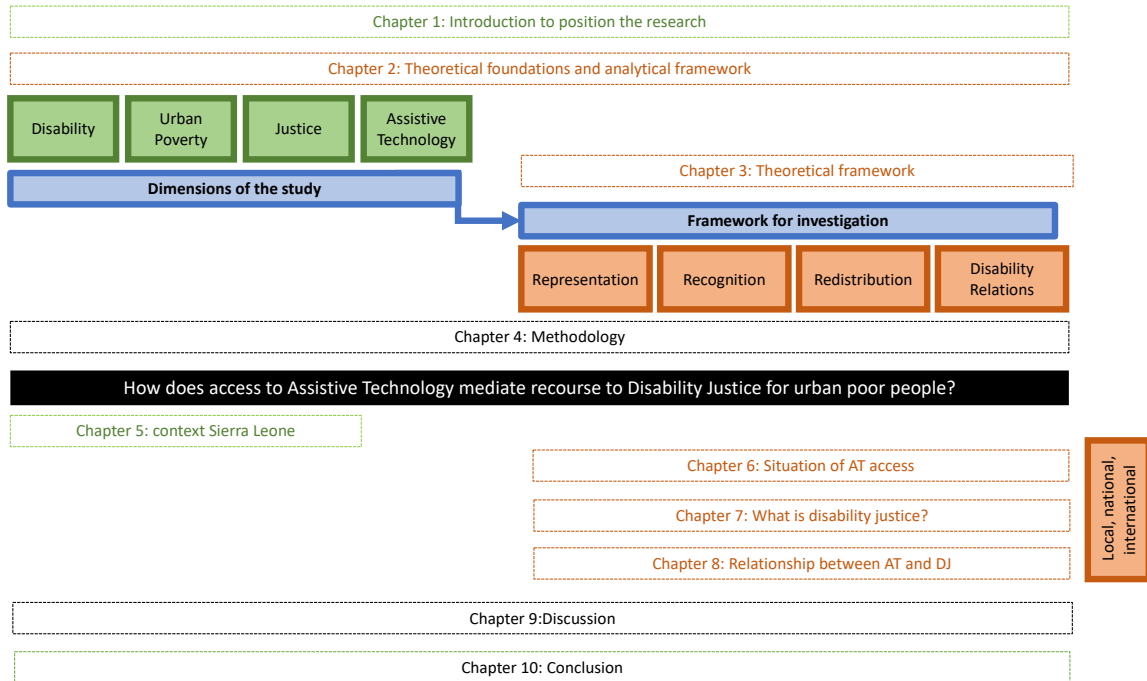 Chapter 1: Introduction to position the research
Chapter 2: Theoretical foundations and analytical framework
Disability
Urban
Poverty
Justice
Assistive
Technology
Dimensions of the study
Chapter 3: Theoretical framework
Framework for investigation
Representation
Recognition
Redistribution
Disability
Relations
Chapter 4: Methodology
How does access to Assistive Technology mediate recourse to Disability Justice for urban poor people?
Chapter 5: context Sierra Leone
Chapter 6: Situation of AT access
Chapter 7: What is disability justice?
Chapter 8: Relationship between AT and DJ
Local, national,
international
Chapter 9:Discussion
Chapter 10: Conclusion